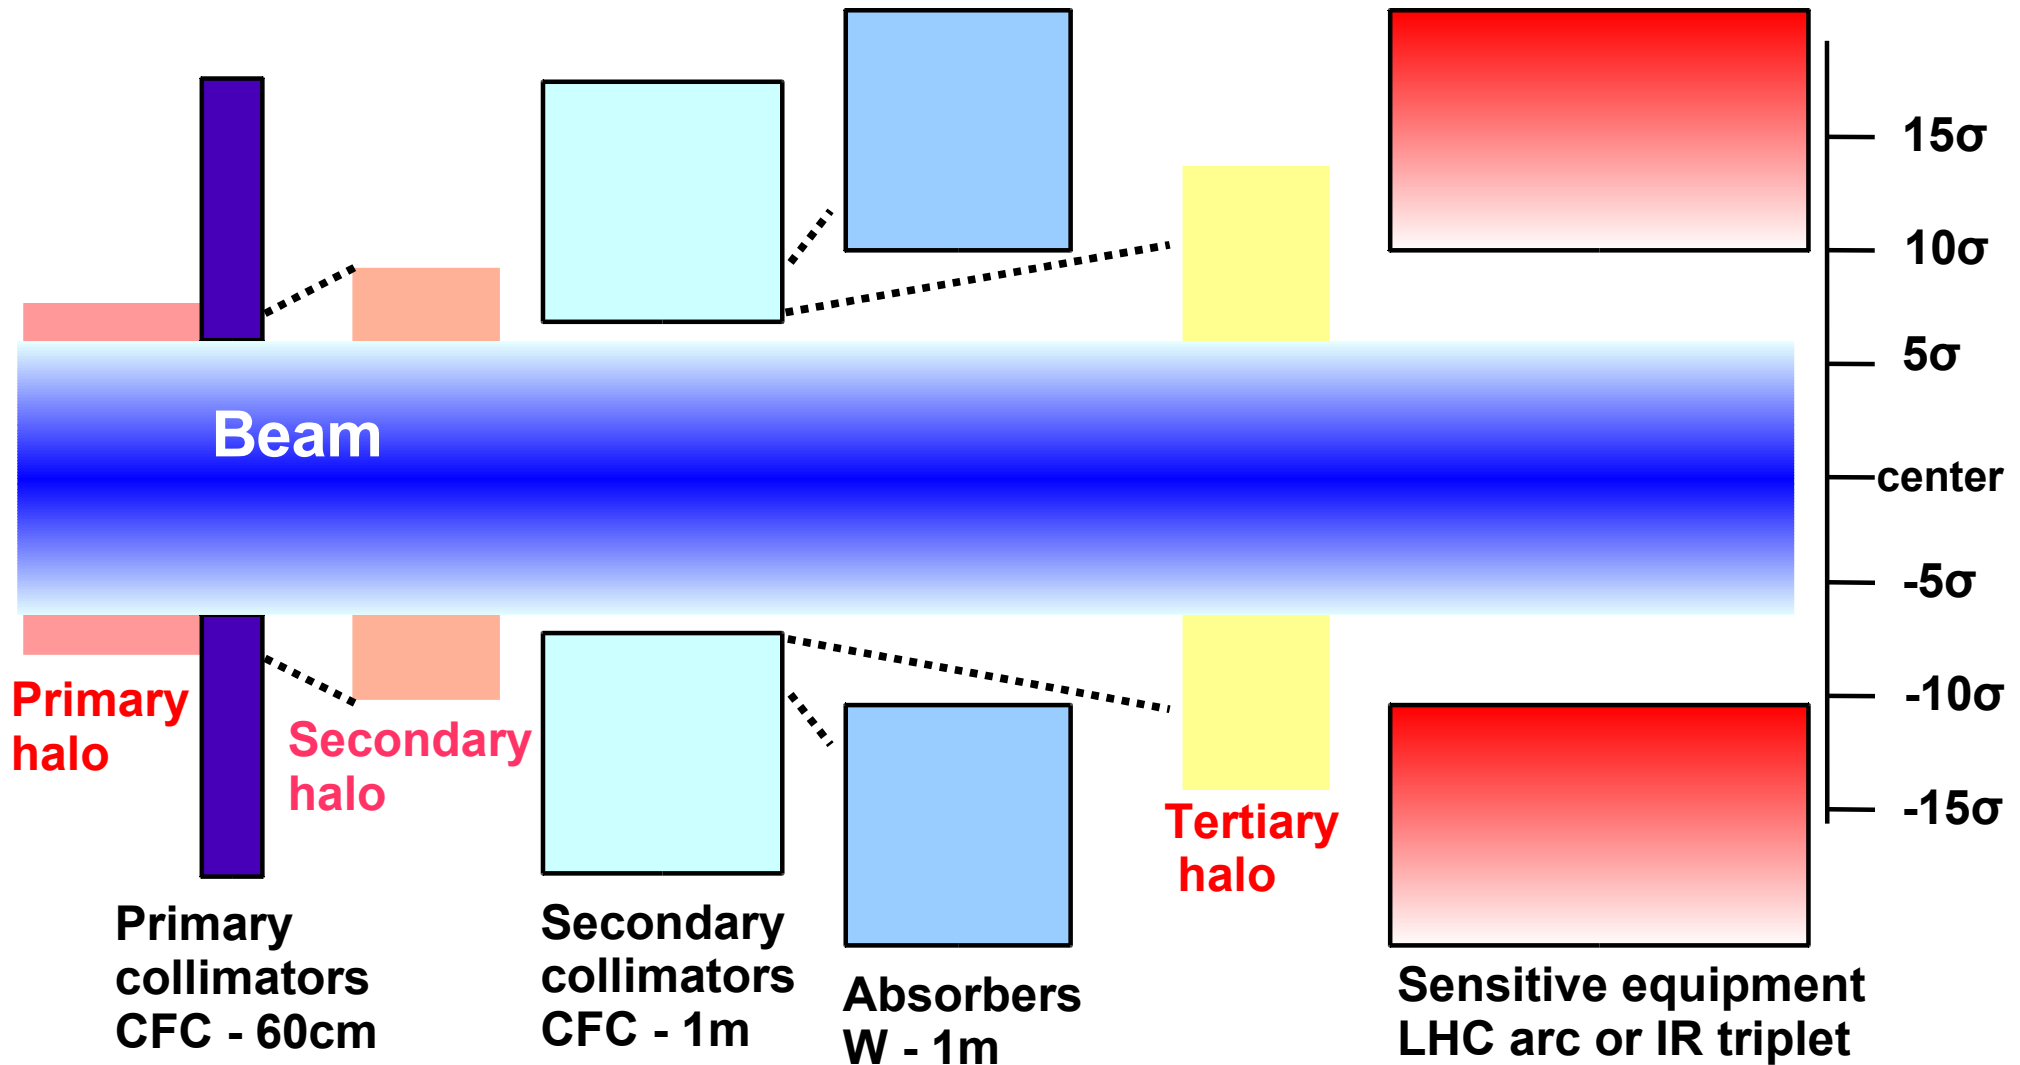 Beam
15σ
10σ
5σ
center
-5σ
-10σ
-15σ
Primary
halo
Secondary
halo
Tertiary
halo
Primary
collimators
CFC - 60cm
Secondary
collimators
CFC - 1m
Absorbers
W - 1m
Sensitive equipment
LHC arc or IR triplet